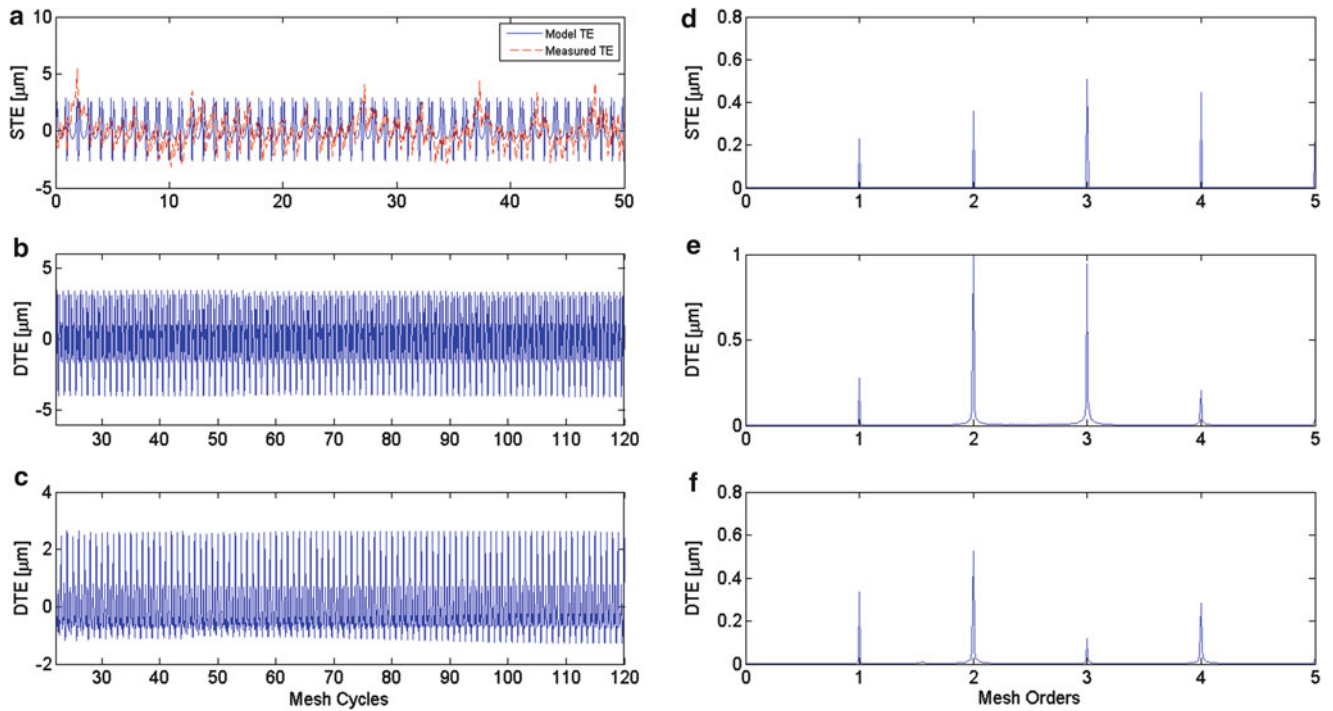 a
STE [μm]
10
5
0
-5
Model TE
Measured TE
0 10 20 30 40 50
b
DTE [μm]
5
0
-5
30 40 50 60 70 80 90 100 110 120
c
DTE [μm]
4
2
0
-2
30 40 50 60 70 80 90 100 110 120
Mesh Cycles
d
STE [μm]
0.8
0.6
0.4
0.2
0
0 1 2 3 4 5
e
DTE [μm]
1
0.5
0
0 1 2 3 4 5
f
DTE [μm]
0.8
0.6
0.4
0.2
0
0 1 2 3 4 5
Mesh Orders